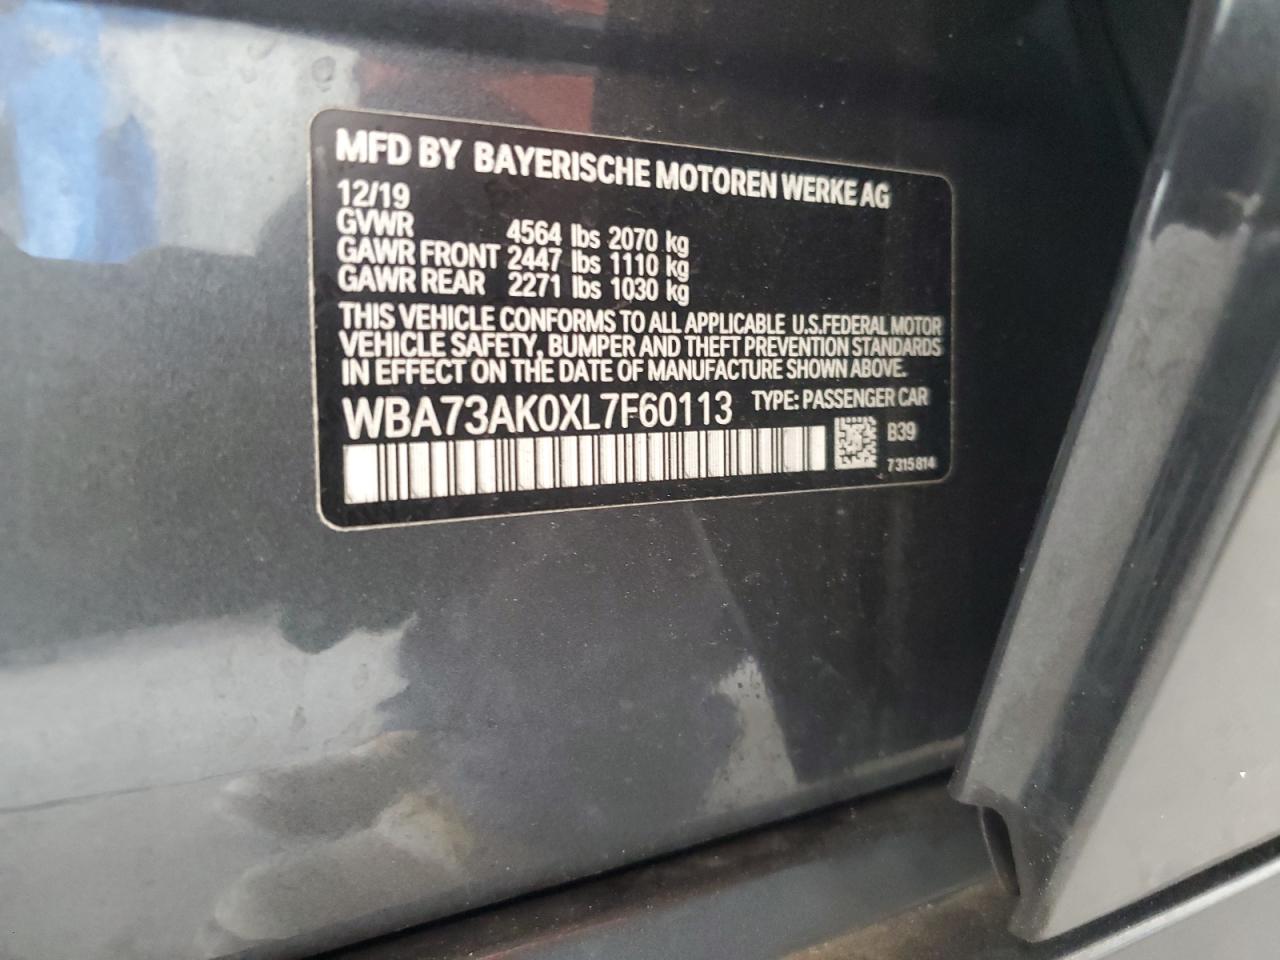 MFD BY BAYERISCHE MOTOREN WERKE AG
12/19
GVWR 4564 lbs 2070 kg
GAWR FRONT 2447 lbs 1110 kg
GAWR REAR 2271 lbs 1030 kg
THIS VEHICLE CONFORMS TO ALL APPLICABLE U.S.FEDERAL MOTOR
VEHICLE SAFETY, BUMPER AND THEFT PREVENTION STANDARDS
IN EFFECT ON THE DATE OF MANUFACTURE SHOWN ABOVE.
WBA73AK0XL7F60113 TYPE: PASSENGER CAR
B39
7315814